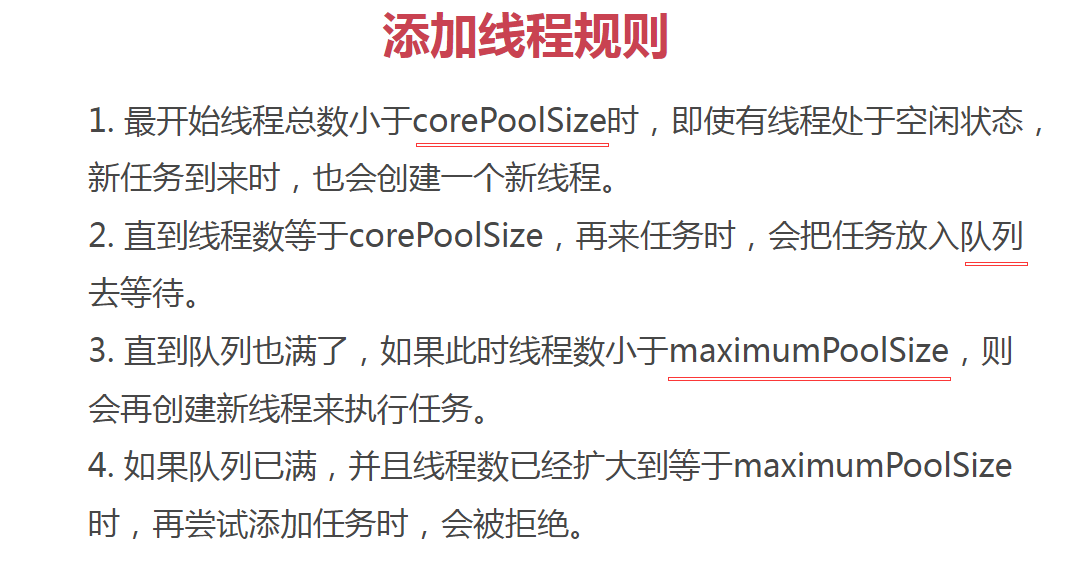 添加线程规则
1. 最开始线程总数小于corePoolSize时，即使有线程处于空闲状态，
新任务到来时，也会创建一个新线程。
2. 直到线程数等于corePoolSize，再来任务时，会把任务放入队列
去等待。
3. 直到队列也满了，如果此时线程数小于maximumPoolSize，则
会再创建新线程来执行任务。
4. 如果队列已满，并且线程数已经扩大到等于maximumPoolSize
时，再尝试添加任务时，会被拒绝。